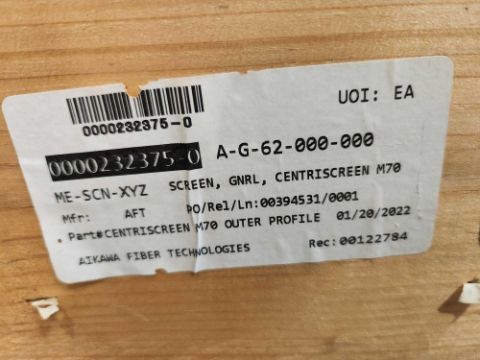 0000232375-0
UOI: EA
0000232375-0 A-G-62-000-000
ME-SCN-XYZ SCREEN, GNRL, CENTRISCREEN M70
Mfr: AFT PO/Rel/Ln:00394531/0001
Part#CENTRISCREEN M70 OUTER PROFILE 01/20/2022
AIKAWA FIBER TECHNOLOGIES Rec:00122784